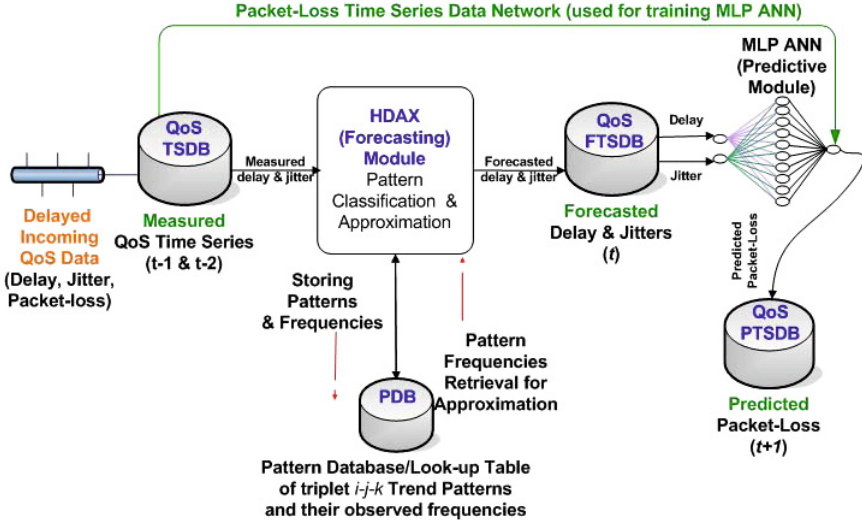 Packet-Loss Time Series Data Network (used for training MLP ANN)
MLP ANN
(Predictive
Module)
QoS
TSDB
Measured
delay & jitter
HDAX
(Forecasting)
Module
Pattern
Classification &
Approximation
Forecasted
delay & jitter
QoS
FTSDB
Delay
Jitter
Delayed
Incoming
QoS Data
(Delay, Jitter,
Packet-loss)
Measured
QoS Time Series
(t-1 & t-2)
Forecasted
Delay & Jitters
(t)
Predicted
Packet-Loss
Storing
Patterns
& Frequencies
Pattern
Frequencies
Retrieval for
Approximation
PDB
QoS
PTSDB
Predicted
Packet-Loss
(t+1)
Pattern Database/Look-up Table
of triplet i-j-k Trend Patterns
and their observed frequencies